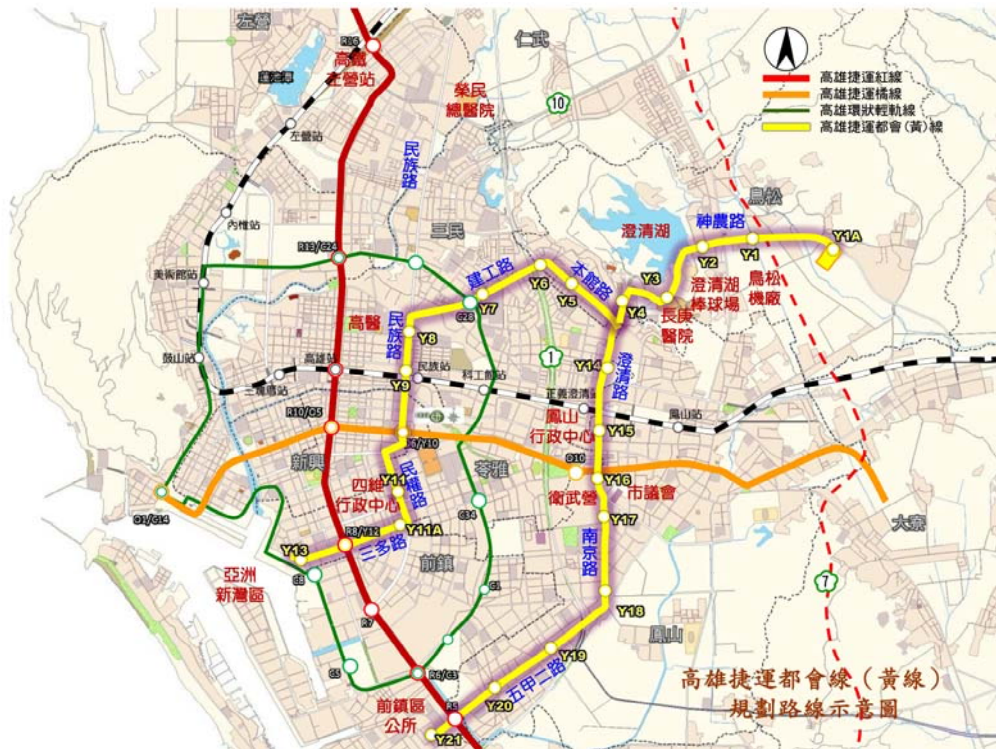 左營
R16
高鐵
左營站
蓮池潭
仁武
榮民
總醫院
10
高雄捷運紅線
高雄捷運橘線
高雄環狀輕軌線
高雄捷運都會(黃)線
左營站
民族路
內惟站
三民
鳥松
神農路
澄清湖
Y1A
Y1
Y2
Y3
R13/C24
美術館站
建工路
本館路
Y6
Y5
Y4
Y7
C28
長庚
醫院
澄清湖
棒球場
鳥松
機廠
高醫
民族路
Y8
鼓山站
高雄站
三塊厝站
Y9
民族站
科工館站
1
Y14
澄清路
正義澄清站
鳳山站
R10/O5
新興
鳳山
行政中心
Y15
O10
Y16
苓雅
衛武營
市議會
四維
行政中心
Y11
民權路
Y11A
C34
Y17
南京路
大寮
O1/C14
R8/Y12
三多路
Y13
C8
前鎮
亞洲
新灣區
C1
7
R7
Y18
鳳山
C5
R6/C3
Y19
五甲二路
Y20
前鎮區
公所
R5
Y21
高雄捷運都會線（黃線）
規劃路線示意圖